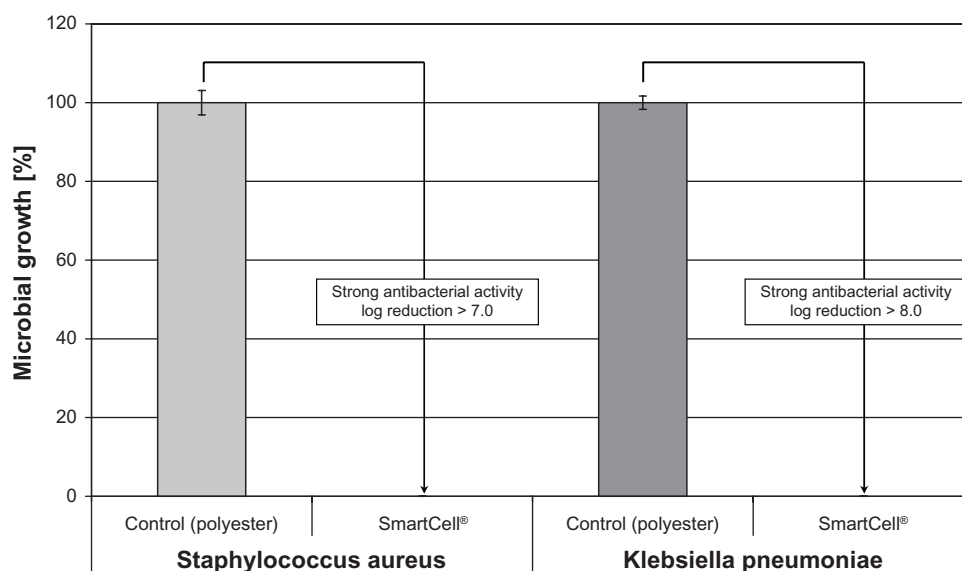 Microbial growth [%]
120
100
80
60
40
20
0
Strong antibacterial activity
log reduction > 7.0
Strong antibacterial activity
log reduction > 8.0
Control (polyester)
SmartCell®
Control (polyester)
SmartCell®
Staphylococcus aureus
Klebsiella pneumoniae